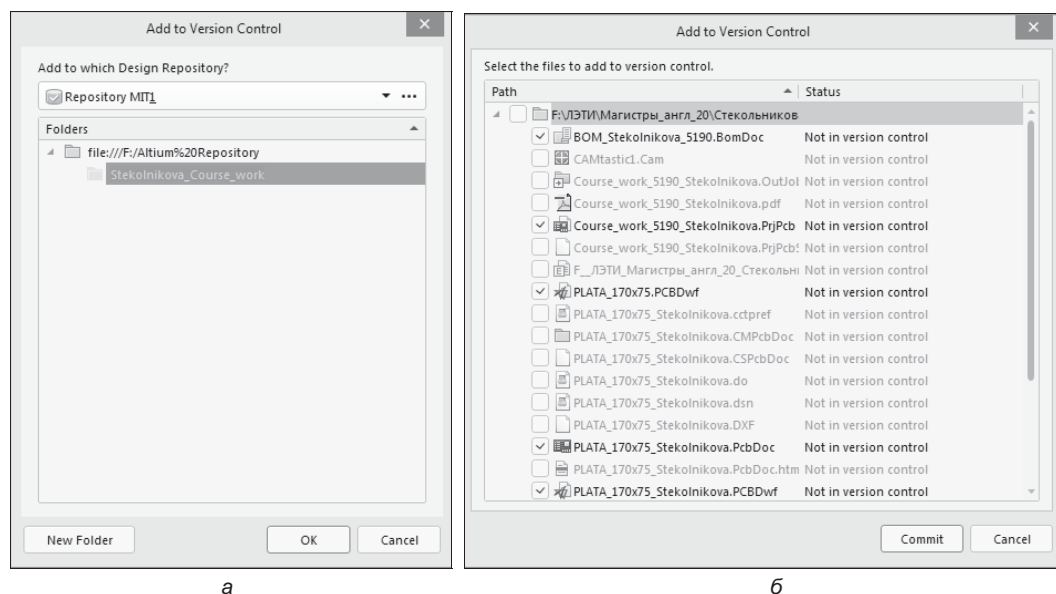 Add to Version Control
Add to which Design Repository?
Repository MIT1
Folders
file:///F:/Altium%20Repository
Stekolnikova_Course_work
New Folder
OK
Cancel
а
Add to Version Control
Select the files to add to version control.
Path Status
F:\ЛЭТИ\Магистры_англ_20\Стекольников
BOM_Stekolnikova_5190.BomDoc Not in version control
CAMtastic1.Cam Not in version control
Course_work_5190_Stekolnikova.OutJol Not in version control
Course_work_5190_Stekolnikova.pdf Not in version control
Course_work_5190_Stekolnikova.PrjPcb Not in version control
Course_work_5190_Stekolnikova.PrjPcbS Not in version control
F__ЛЭТИ_Магистры_англ_20_Стекольні Not in version control
PLATA_170x75.PCBDwf Not in version control
PLATA_170x75_Stekolnikova.cctpref Not in version control
PLATA_170x75_Stekolnikova.CMPcbDoc Not in version control
PLATA_170x75_Stekolnikova.CSPcbDoc Not in version control
PLATA_170x75_Stekolnikova.do Not in version control
PLATA_170x75_Stekolnikova.dsn Not in version control
PLATA_170x75_Stekolnikova.DXF Not in version control
PLATA_170x75_Stekolnikova.PcbDoc Not in version control
PLATA_170x75_Stekolnikova.PcbDoc.htm Not in version control
PLATA_170x75_Stekolnikova.PCBDwf Not in version control
Commit
Cancel
б